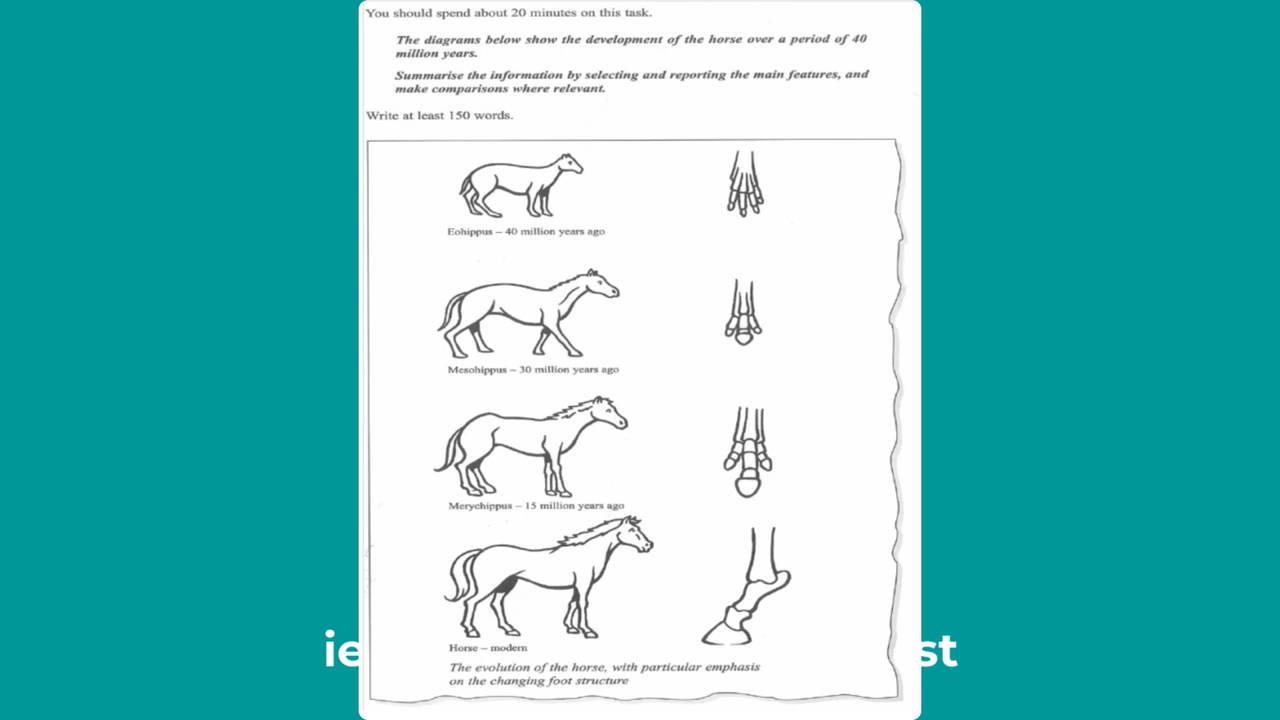 You should spend about 20 minutes on this task.
The diagrams below show the development of the horse over a period of 40
million years.
Summarise the information by selecting and reporting the main features, and
make comparisons where relevant.
Write at least 150 words.
Eohippus – 40 million years ago
Mesohippus – 30 million years ago
Merychippus – 15 million years ago
Horse – modern
The evolution of the horse, with particular emphasis
on the changing foot structure